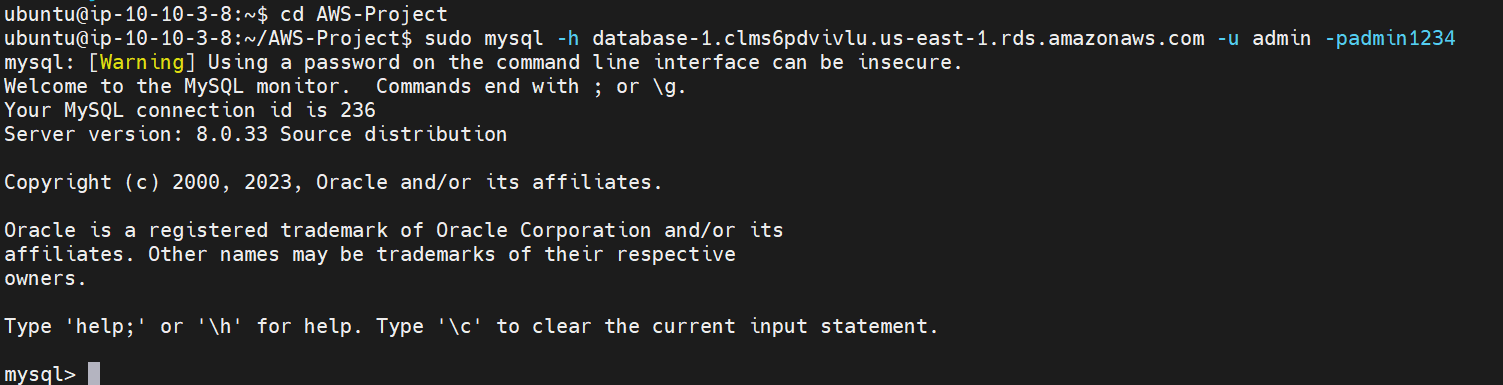 ubuntu@ip-10-10-3-8:~$ cd AWS-Project
ubuntu@ip-10-10-3-8:~/AWS-Project$ sudo mysql -h database-1.clms6pdvivlu.us-east-1.rds.amazonaws.com -u admin -padmin1234
mysql: [Warning] Using a password on the command line interface can be insecure.
Welcome to the MySQL monitor.  Commands end with ; or \g.
Your MySQL connection id is 236
Server version: 8.0.33 Source distribution
Copyright (c) 2000, 2023, Oracle and/or its affiliates.
Oracle is a registered trademark of Oracle Corporation and/or its
affiliates. Other names may be trademarks of their respective
owners.
Type 'help;' or '\h' for help. Type '\c' to clear the current input statement.
mysql>